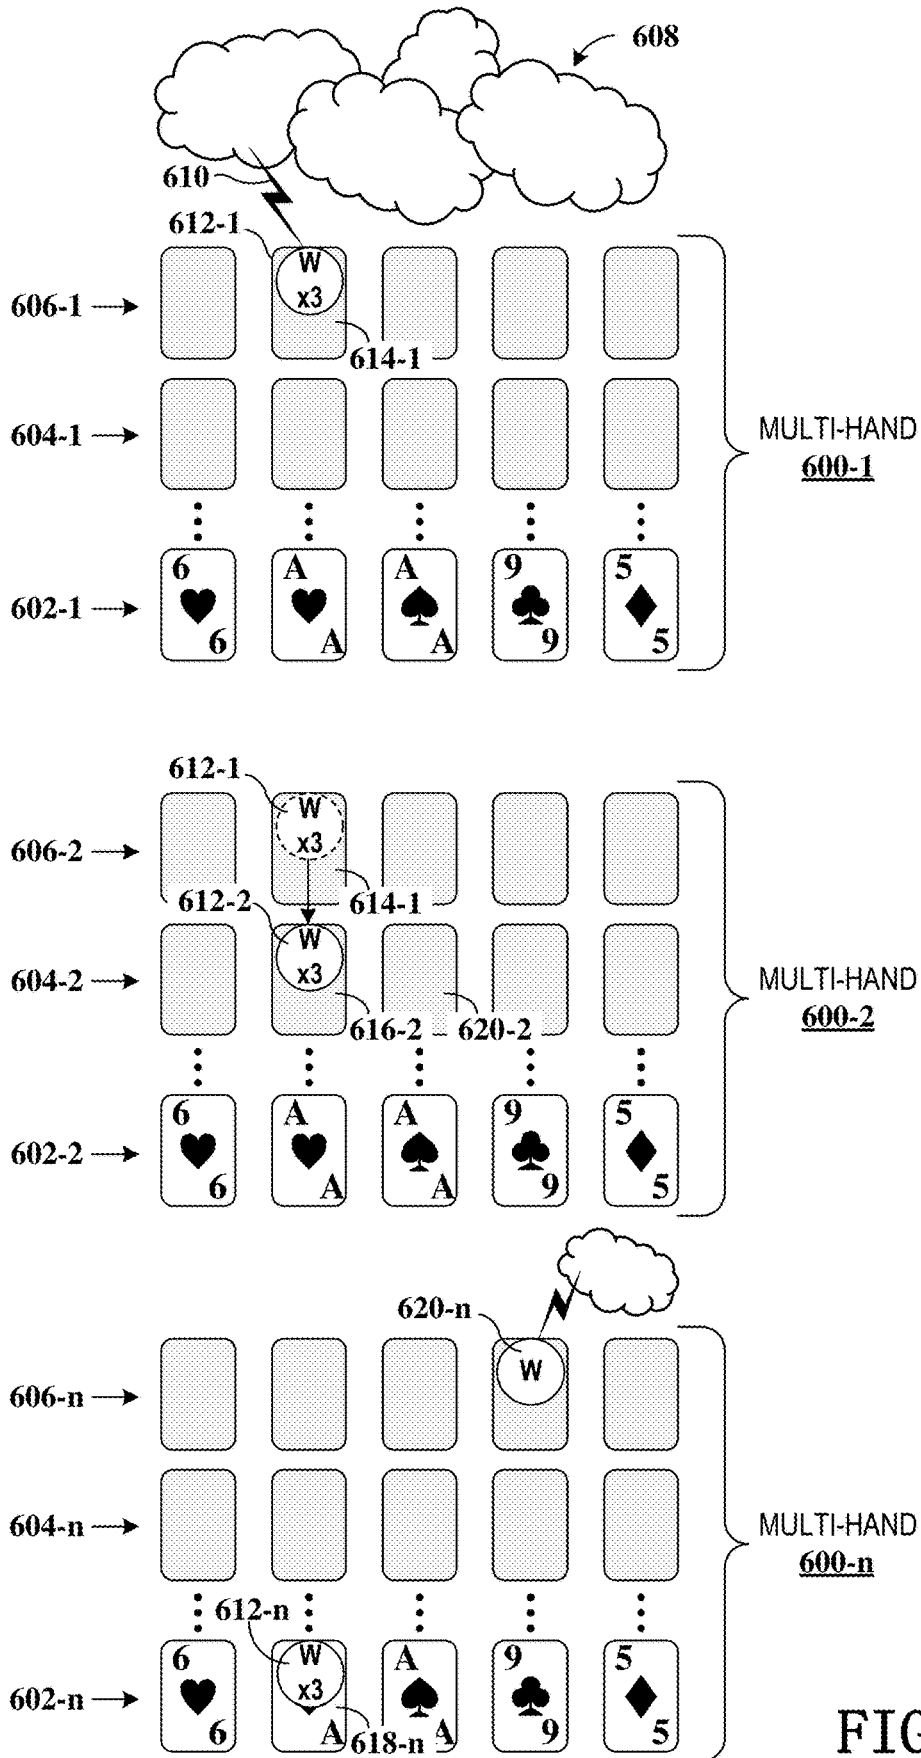 608
610
612-1
W
x3
606-1
614-1
604-1
MULTI-HAND
600-1
6 A A 9 5
602-1
6 A A 9 5
612-1
W
x3
606-2
614-1
612-2
W
x3
604-2
MULTI-HAND
600-2
616-2 620-2
6 A A 9 5
602-2
6 A A 9 5
620-n
W
606-n
604-n
MULTI-HAND
600-n
612-n
W
x3
6 A 9 5
602-n
6 A A 9 5
618-n
FIG